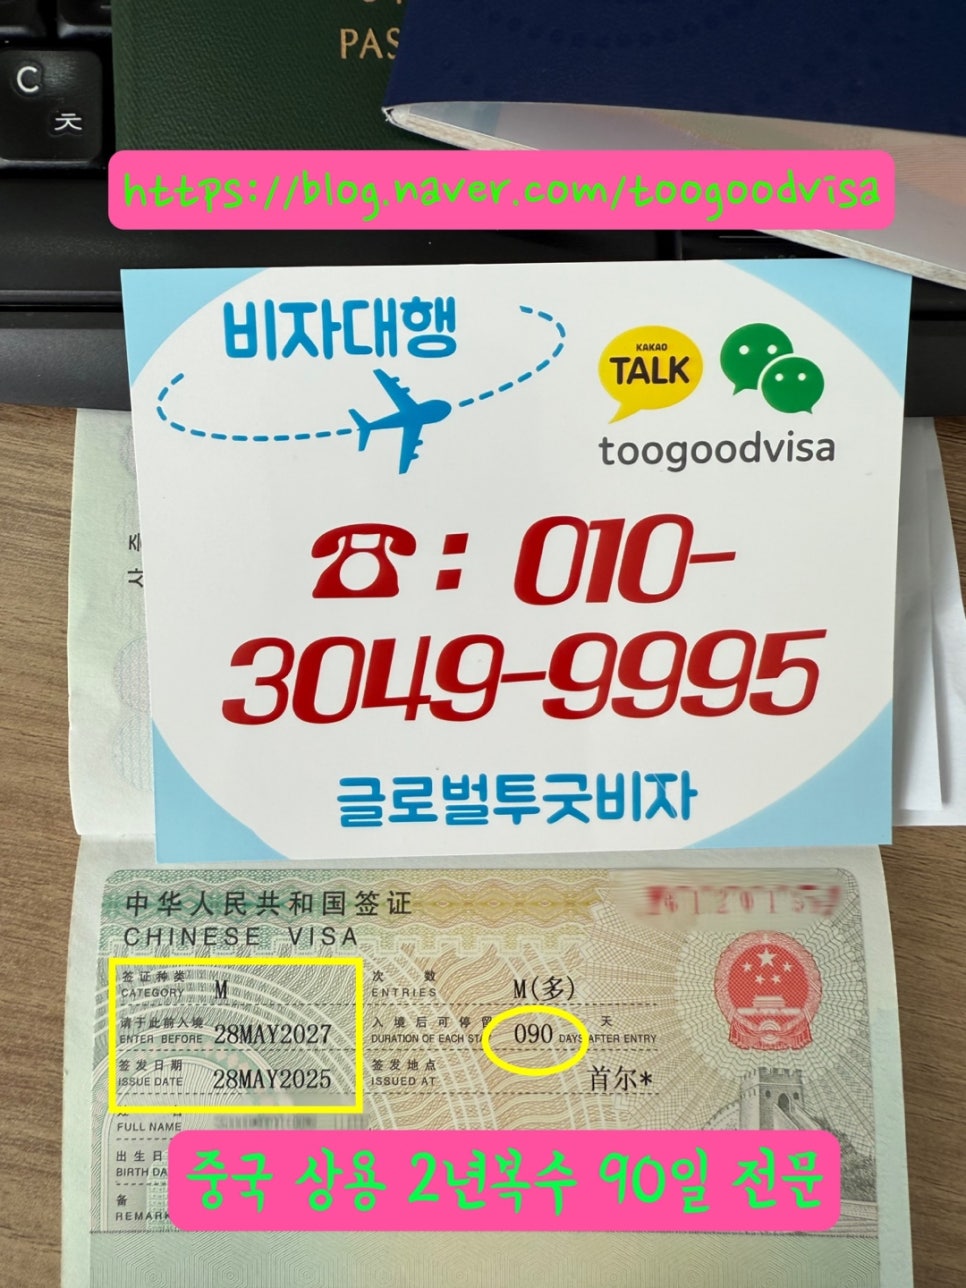 C
ㅊ
PAS
https://blog.naver.com/toogoodvisa
비자대행
KAKAO
TALK
toogoodvisa
☎: 010-
3049-9995
글로벌투굿비자
中华人民共和国签证
CHINESE VISA
签证种类
CATEGORY M
次 数
ENTRIES M(多)
请于此前入境
ENTER BEFORE 28MAY2027
入境后可停留 天
DURATION OF EACH STAY 090 DAYS AFTER ENTRY
签发日期
ISSUE DATE 28MAY2025
签发地点
ISSUED AT 首尔*
FULL NAME
出生日
BIRTH DA
备
REMARK
중국 상용 2년복수 90일 전문